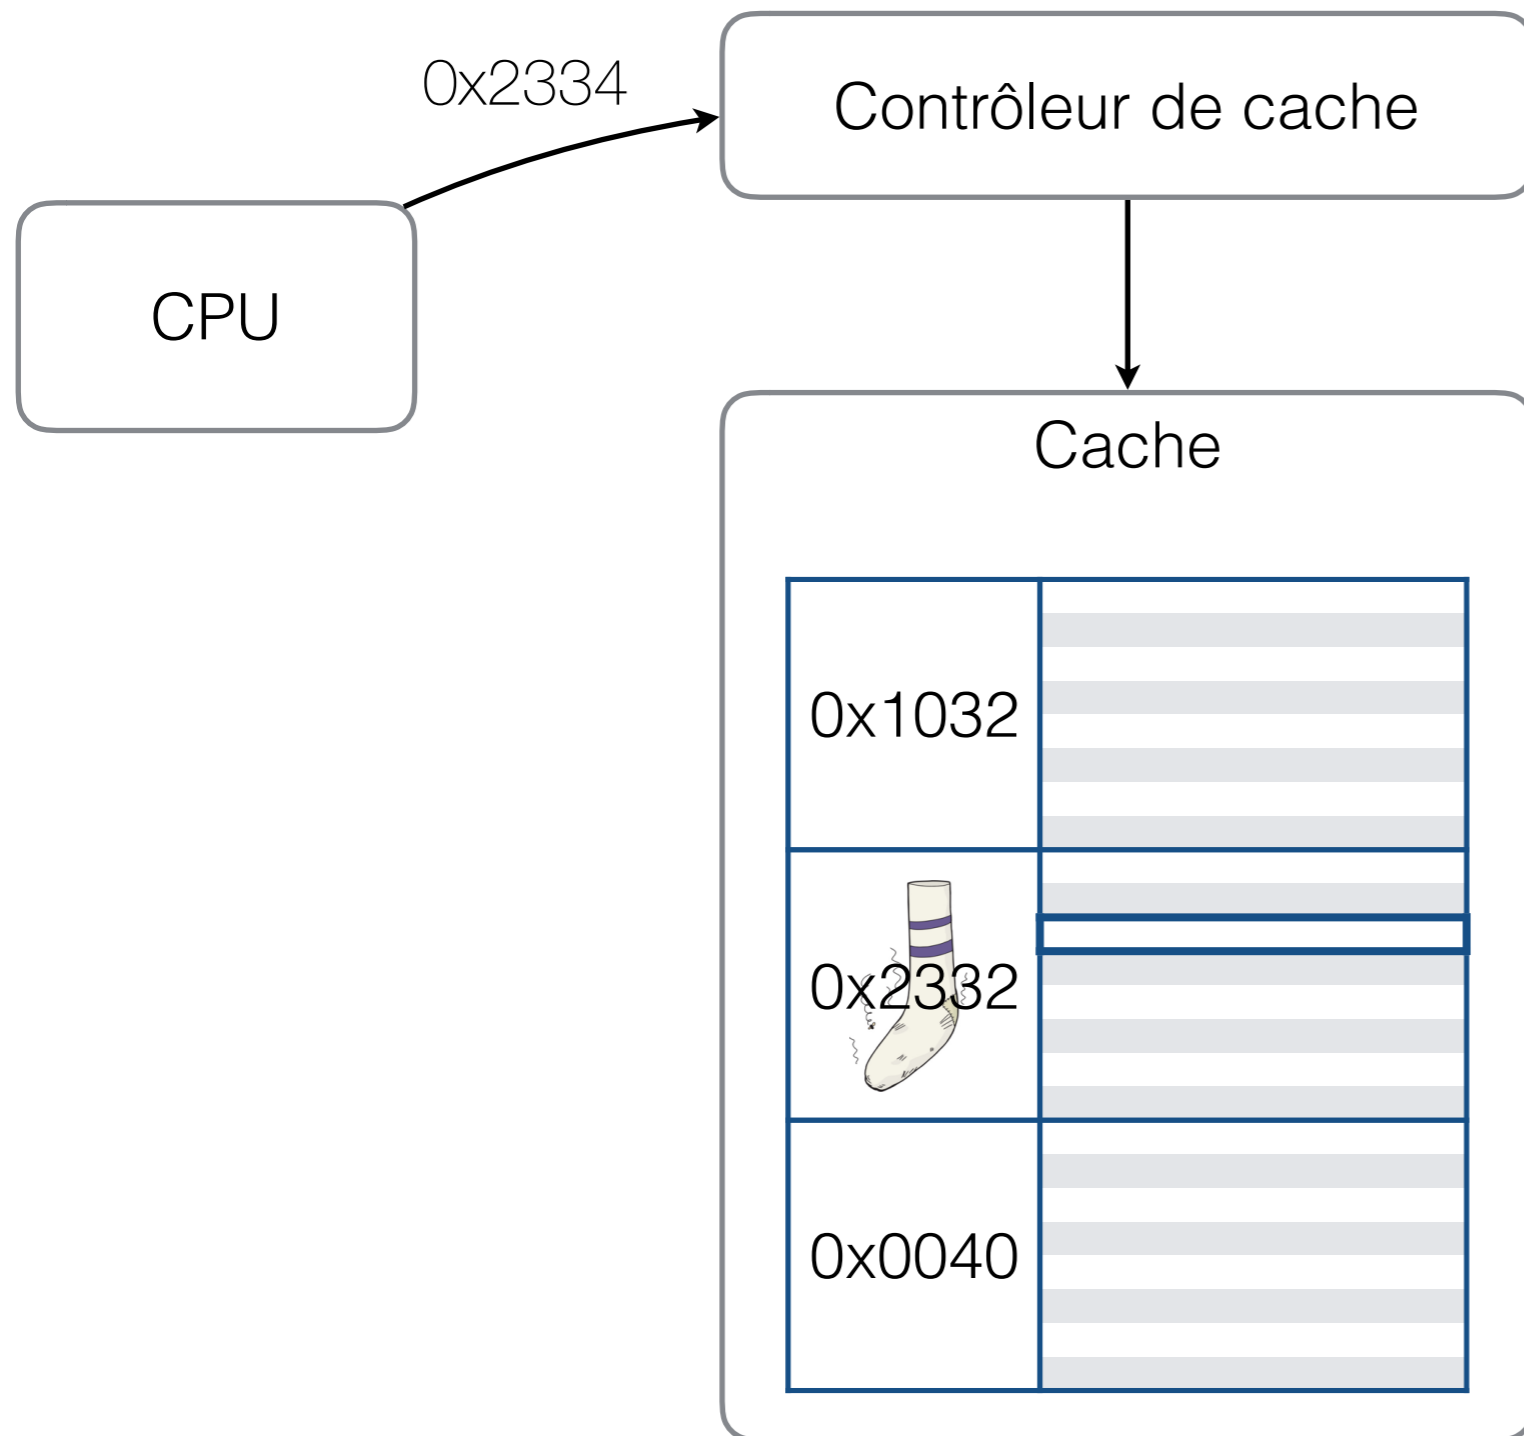 0x2334
Contrôleur de cache
CPU
Cache
0x1032
0x2332
0x0040